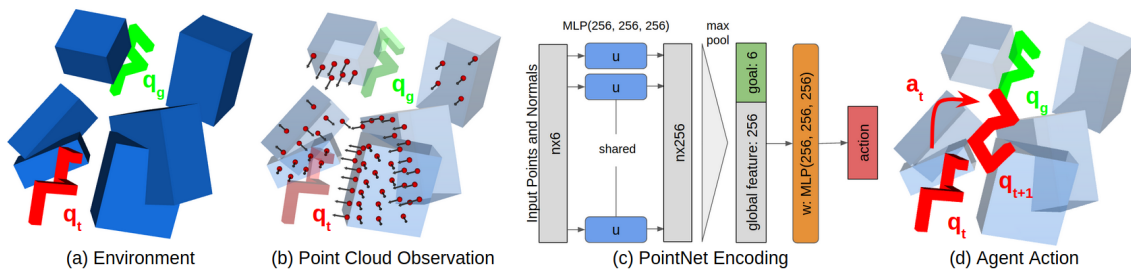 q_g
q_t
(a) Environment
q_g
q_t
(b) Point Cloud Observation
MLP(256, 256, 256)
max
pool
Input Points and Normals
nx6
u
u
shared
u
nx256
goal: 6
global feature: 256
w: MLP(256, 256, 256)
action
(c) PointNet Encoding
a_t
q_g
q_t
q_{t+1}
(d) Agent Action